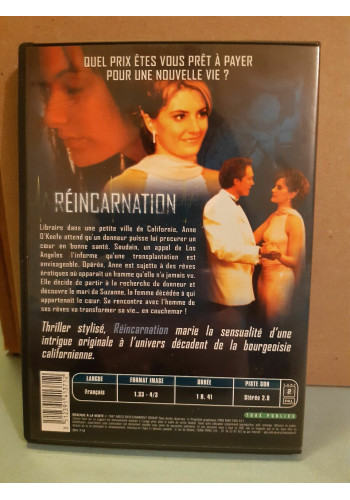 QUEL PRIX ÊTES VOUS PRÊT À PAYER
POUR UNE NOUVELLE VIE ?
RÉINCARNATION
Libraire dans une petite ville de Californie, Anne
O'Keefe attend qu'un donneur puisse lui procurer un
cœur en bonne santé. Soudain, un appel de Los
Angeles l'informe qu'une transplantation est
envisageable. Opérée, Anne est sujette à des rêves
érotiques où apparait un homme qu'elle n'a jamais vu.
Elle décide de partir à la recherche du donneur et
découvre le mari de Suzanne, la femme décédée à qui
appartenait le cœur. Sa rencontre avec l'homme de
ses rêves va transformer sa vie... en cauchemar !
Thriller stylisé, Réincarnation marie la sensualité d'une
intrigue originale à l'univers décadent de la bourgeoisie
californienne.
LANGUE FORMAT IMAGE DURÉE PISTE SON
Français 1.33 - 4/3 1 H. 41 Stéréo 2.0
2
PAL
TOUS PUBLICS